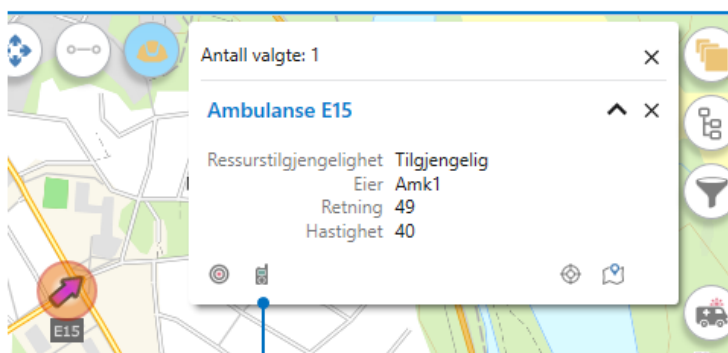 Antall valgte: 1
Ambulanse E15
Ressurstilgjengelighet Tilgjengelig
Eier Amk1
Retning 49
Hastighet 40
E15